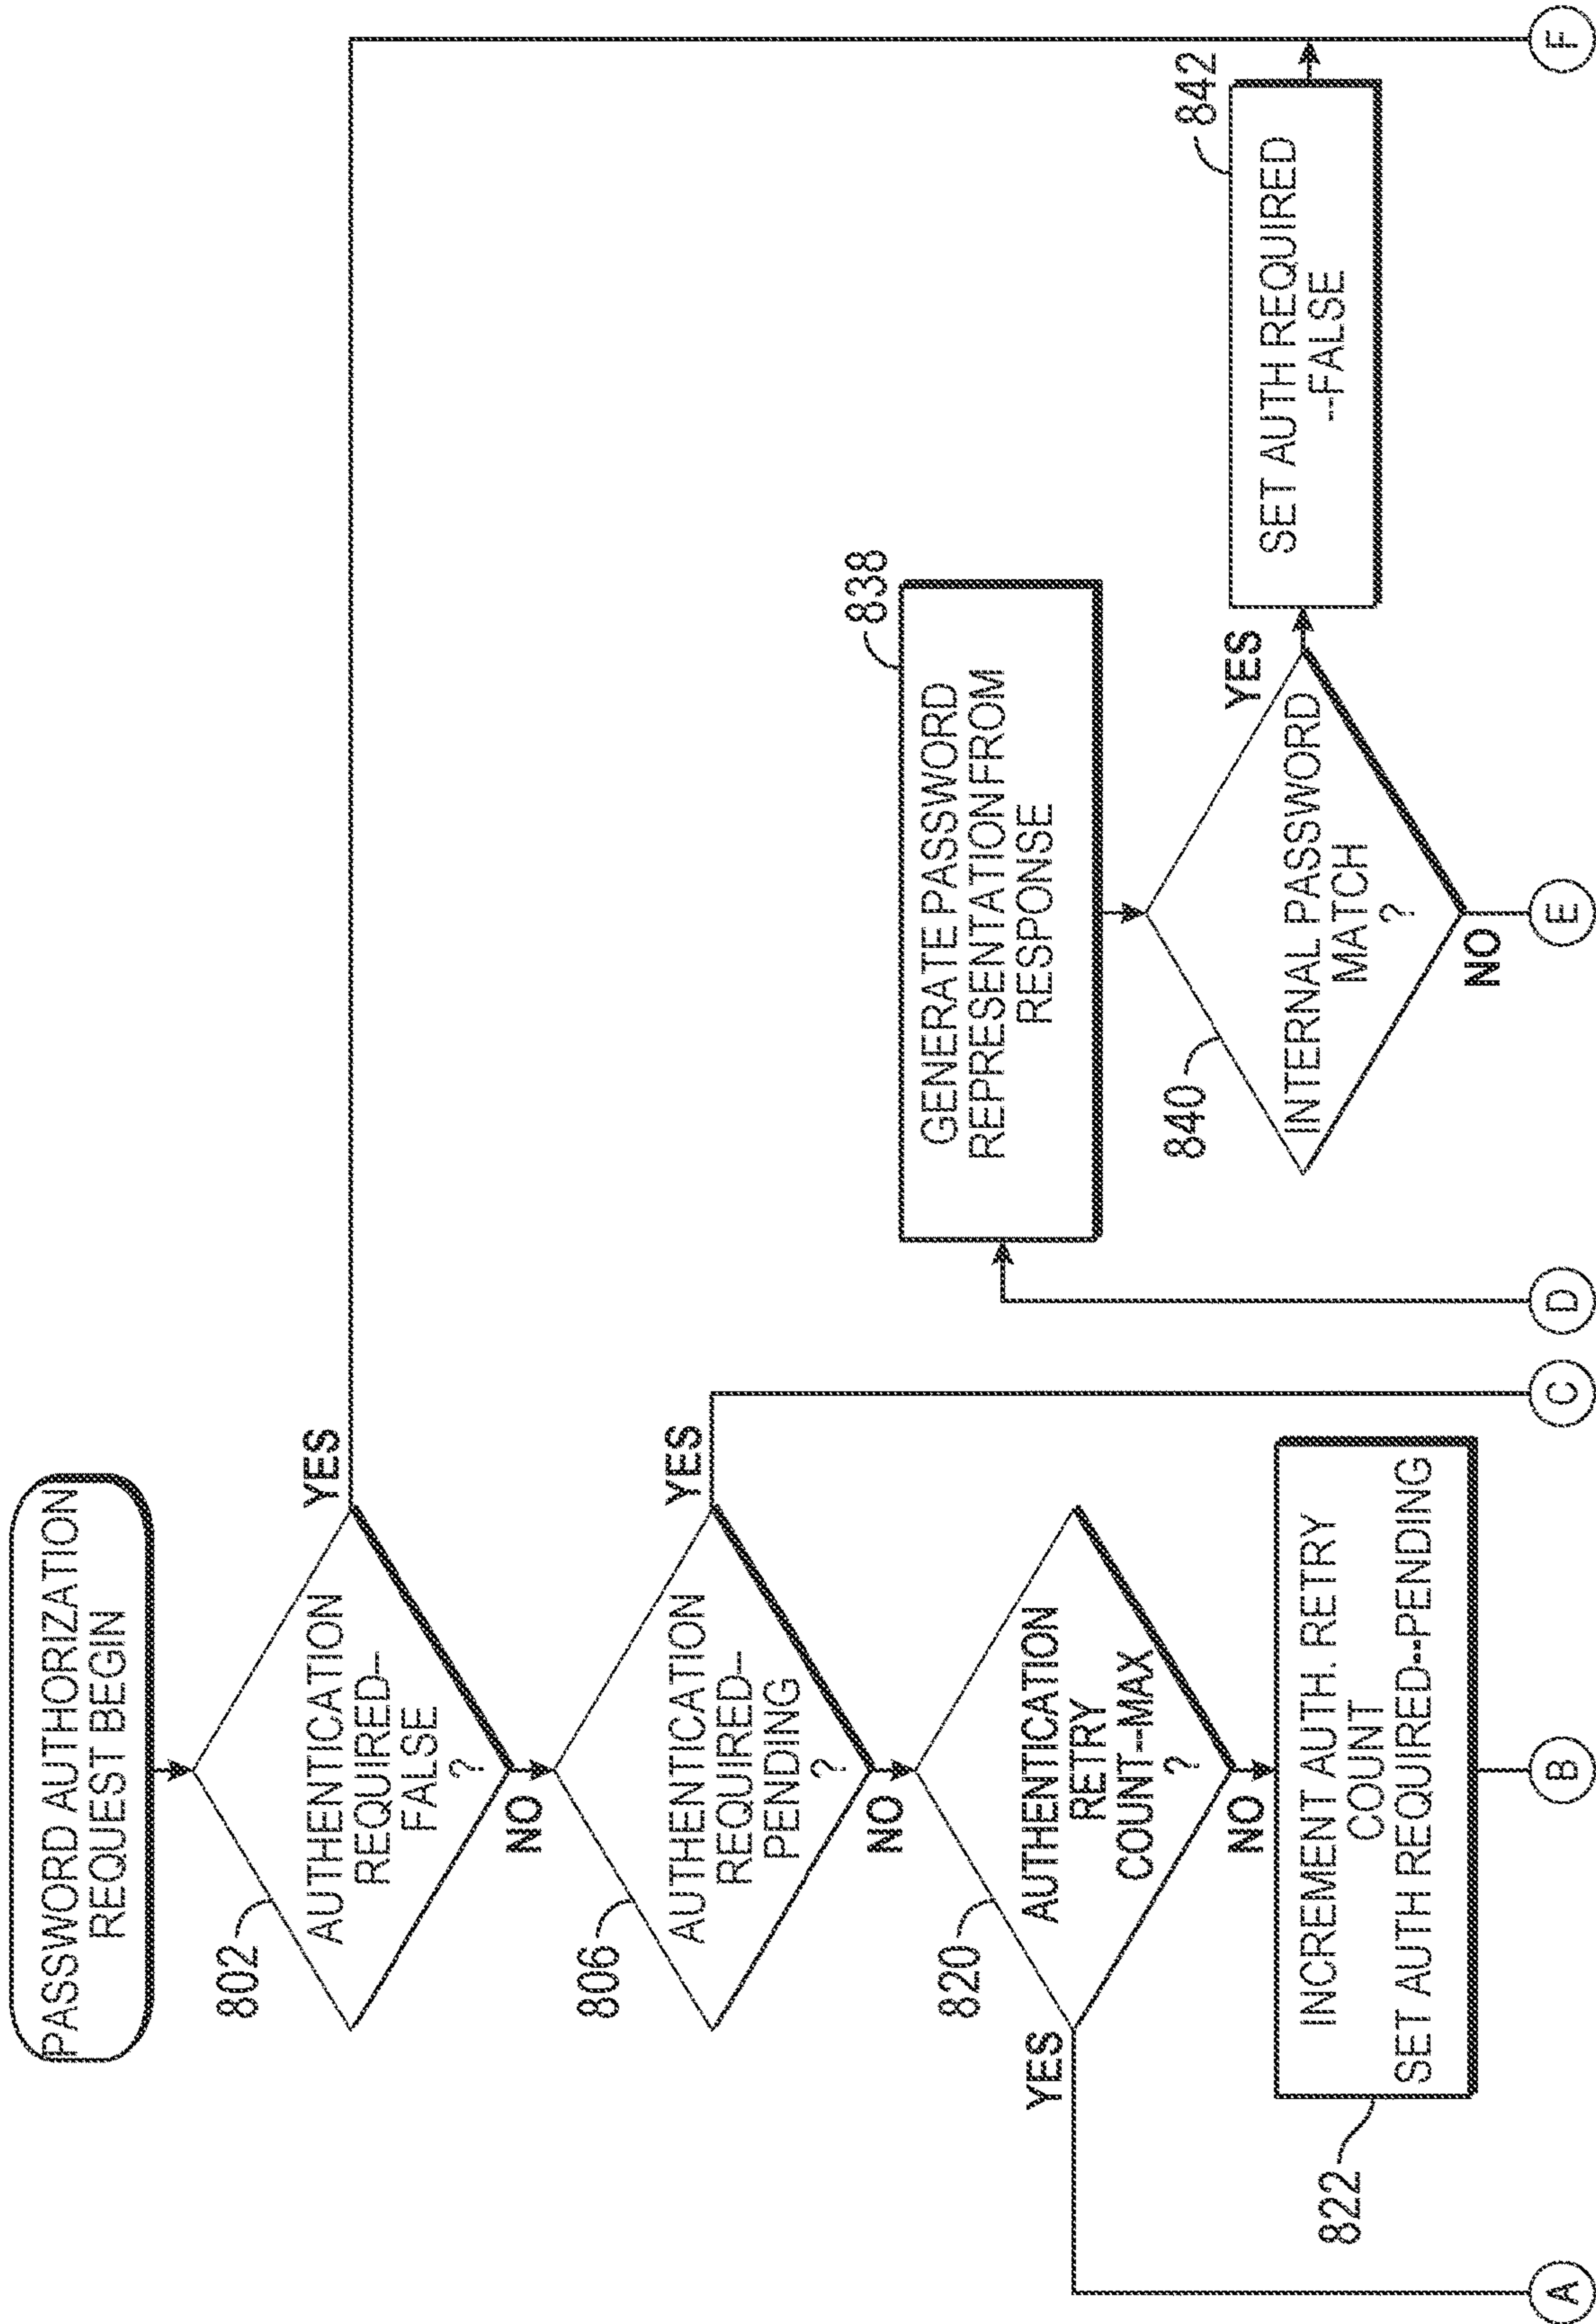 PASSWORD AUTHORIZATION
REQUEST BEGIN
802
AUTHENTICATION
REQUIRED--
FALSE
?
YES
NO
806
AUTHENTICATION
REQUIRED--
PENDING
?
YES
NO
820
AUTHENTICATION
RETRY
COUNT--MAX
?
YES
NO
822
INCREMENT AUTH. RETRY
COUNT
SET AUTH REQUIRED--PENDING
838
GENERATE PASSWORD
REPRESENTATION FROM
RESPONSE
840
INTERNAL PASSWORD
MATCH
?
YES
NO
842
SET AUTH REQUIRED
--FALSE
A
B
C
D
E
F